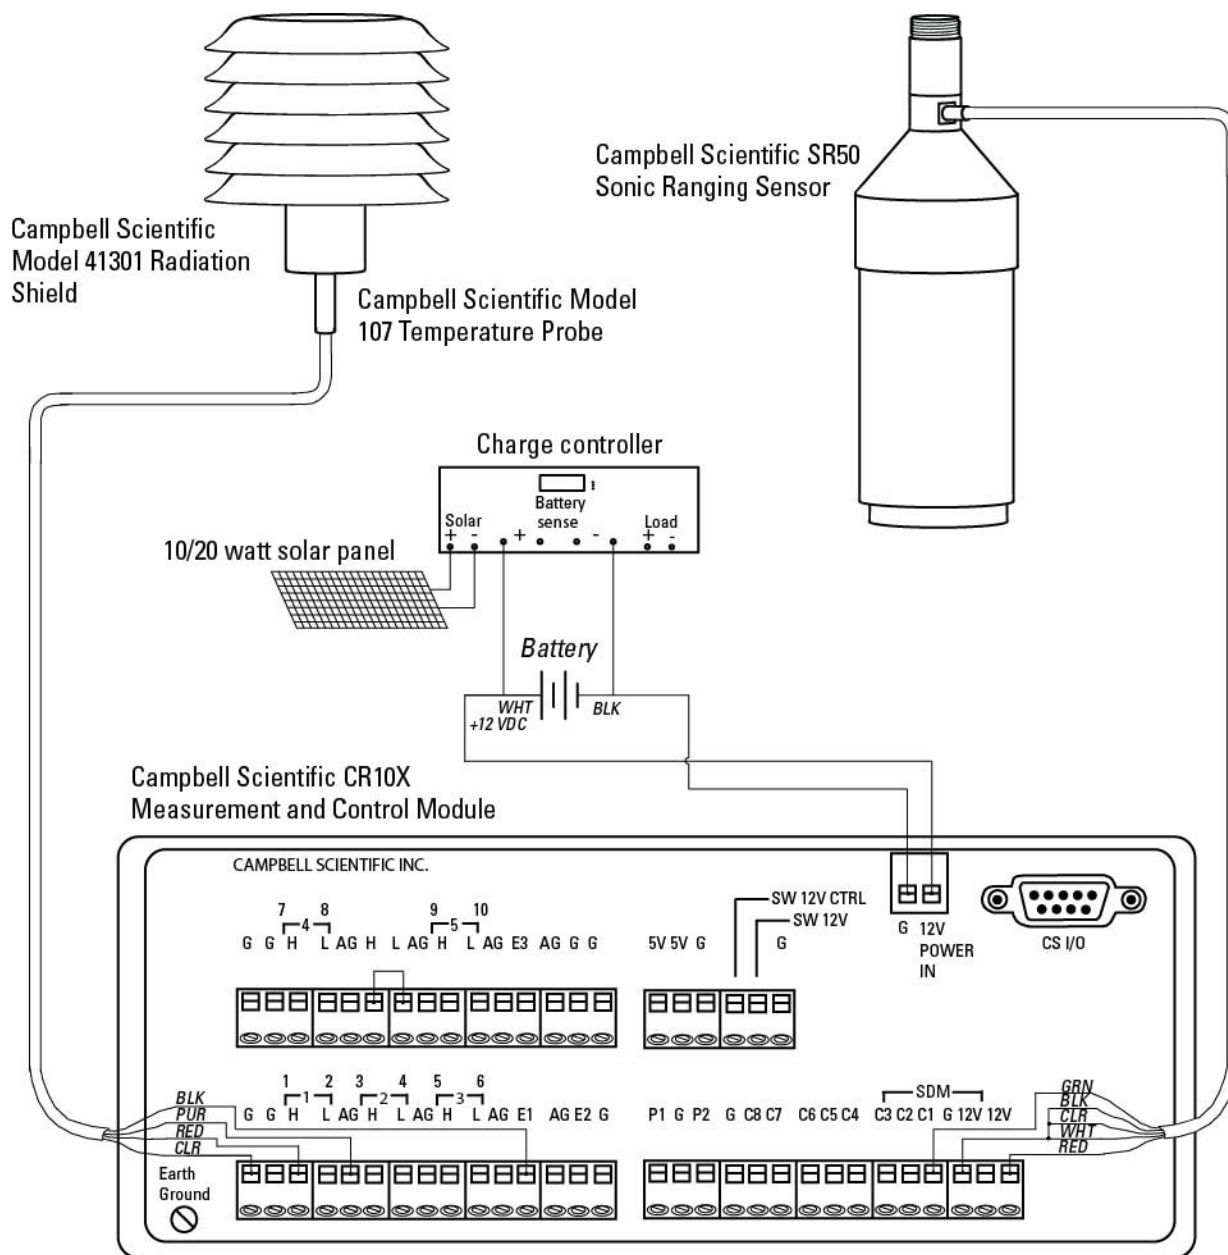 Campbell Scientific SR50
Sonic Ranging Sensor
Campbell Scientific
Model 41301 Radiation
Shield
Campbell Scientific Model
107 Temperature Probe
Charge controller
Battery
sense
Solar
+ -
+
-
Load
+ -
10/20 watt solar panel
Battery
WHT
+12 VDC
BLK
Campbell Scientific CR10X
Measurement and Control Module
CAMPBELL SCIENTIFIC INC.
7 8 9 10
4 5
G G H L AG H L AG H L AG E3 AG G G
SW 12V CTRL
SW 12V
5V 5V G G
G 12V
POWER
IN
CS I/O
1 2 3 4 5 6
1 2 3
G G H L AG H L AG H L AG E1 AG E2 G
SDM
P1 G P2 G C8 C7 C6 C5 C4 C3 C2 C1 G 12V 12V
BLK
PUR
RED
CLR
GRN
BLK
CLR
WHT
RED
Earth
Ground